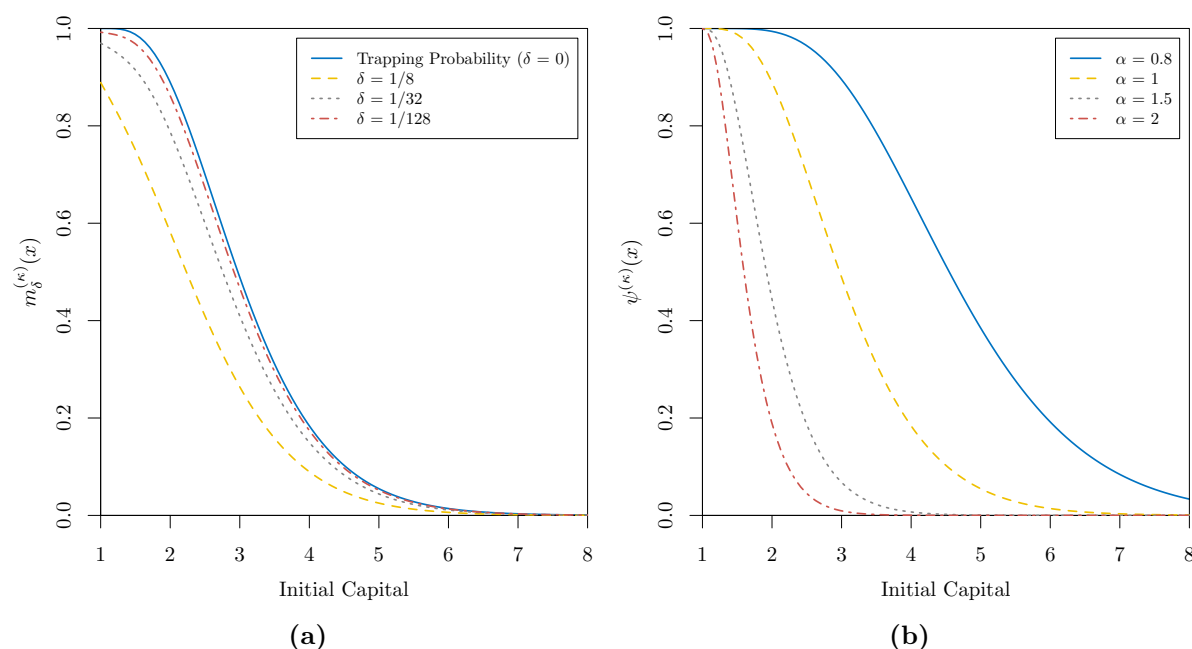 1.0
0.8
0.6
0.4
0.2
0.0
m_δ^(κ)(x)
Trapping Probability (δ = 0)
δ = 1/8
δ = 1/32
δ = 1/128
1 2 3 4 5 6 7 8
Initial Capital
(a)
1.0
0.8
0.6
0.4
0.2
0.0
ψ^(κ)(x)
α = 0.8
α = 1
α = 1.5
α = 2
1 2 3 4 5 6 7 8
Initial Capital
(b)